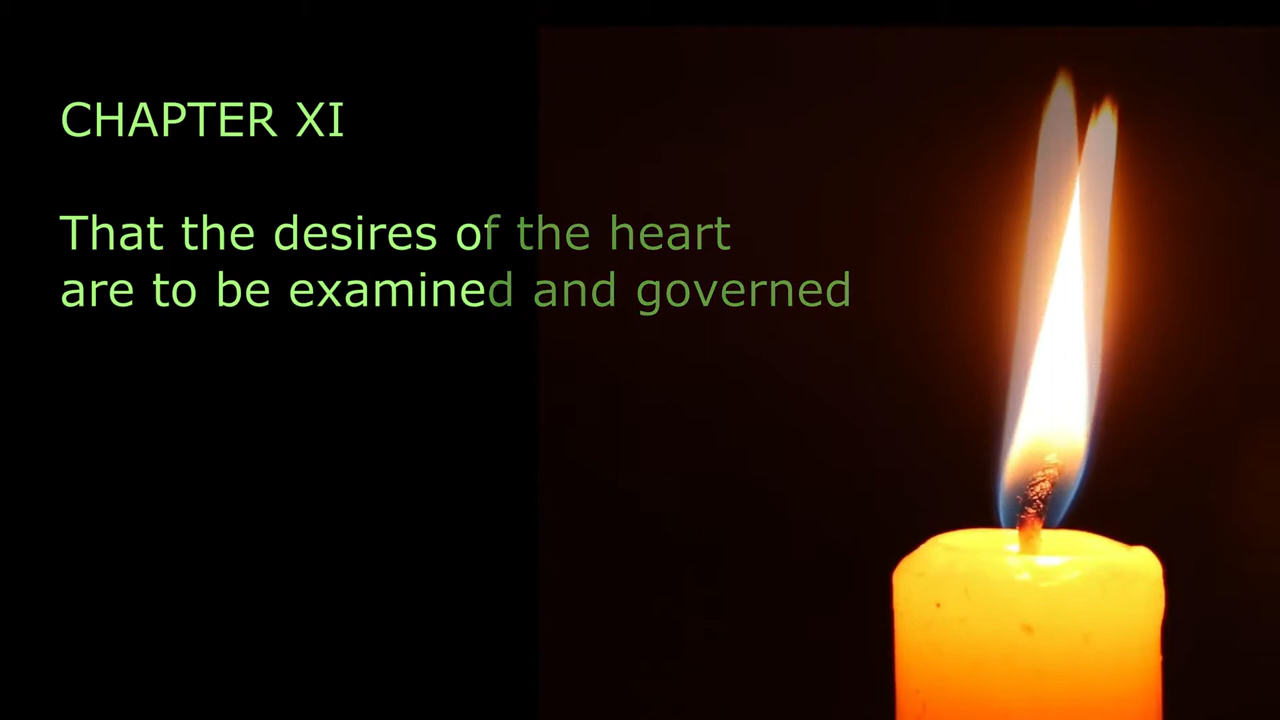 CHAPTER XI
That the desires of the heart
are to be examined and governed